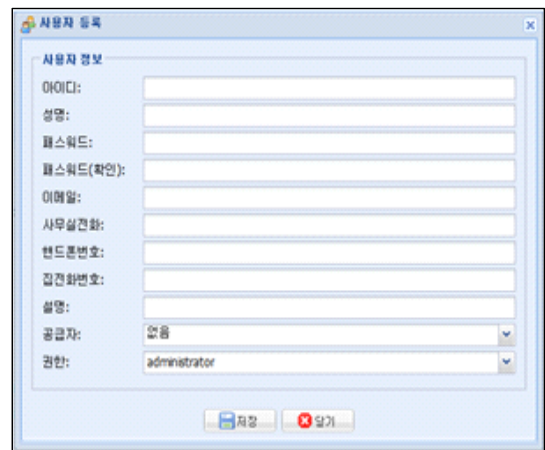 사용자 등록
사용자 정보
아이디:
성명:
패스워드:
패스워드(확인):
이메일:
사무실전화:
핸드폰번호:
집전화번호:
설명:
공급자: 없음
권한: administrator
저장 닫기